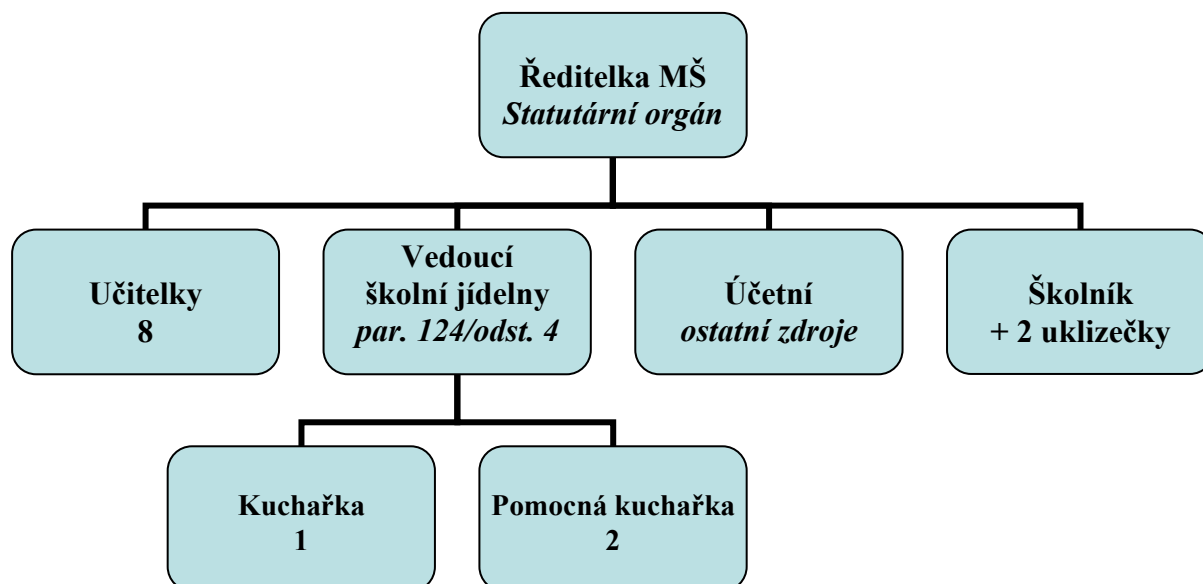 Ředitelka MŠ
Statutární orgán
Učitelky
8
Vedoucí
školní jídelny
par. 124/odst. 4
Účetní
ostatní zdroje
Školník
+ 2 uklizečky
Kuchařka
1
Pomocná kuchařka
2